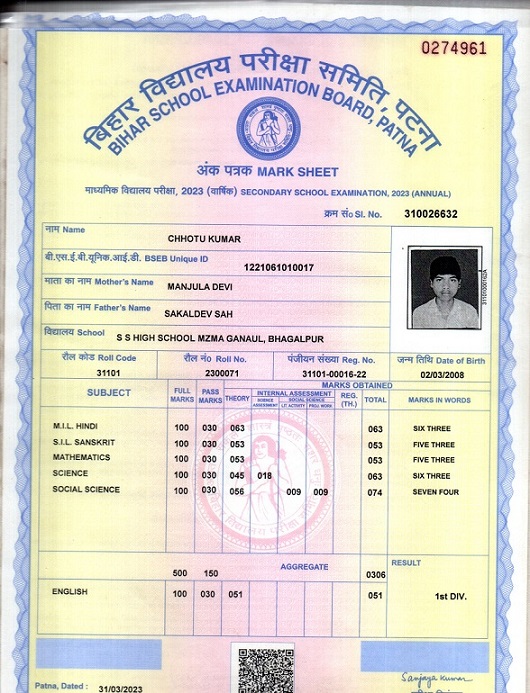 0274961
बिहार विद्यालय परीक्षा समिति, पटना
BIHAR SCHOOL EXAMINATION BOARD, PATNA
अंक पत्रक MARK SHEET
माध्यमिक विद्यालय परीक्षा, 2023 (वार्षिक) SECONDARY SCHOOL EXAMINATION, 2023 (ANNUAL)
क्रम सं० Sl. No. 310026632
नाम Name
CHHOTU KUMAR
बी.एस.ई.बी.यूनिक.आई.डी. BSEB Unique ID
1221061010017
माता का नाम Mother's Name
MANJULA DEVI
पिता का नाम Father's Name
SAKALDEV SAH
विद्यालय School
S S HIGH SCHOOL MZMA GANAUL, BHAGALPUR
रौल कोड Roll Code रौल नं० Roll No. पंजीयन संख्या Reg. No. जन्म तिथि Date of Birth
31101 2300071 31101-00016-22 02/03/2008
MARKS OBTAINED
SUBJECT FULL MARKS PASS MARKS THEORY INTERNAL ASSESSMENT REG. (TH.) TOTAL MARKS IN WORDS
SCIENCE ASSESSMENT SOCIAL SCIENCE LIT ACTIVITY PROJ. WORK
M.I.L. HINDI 100 030 063 063 SIX THREE
S.I.L. SANSKRIT 100 030 053 053 FIVE THREE
MATHEMATICS 100 030 053 053 FIVE THREE
SCIENCE 100 030 045 018 063 SIX THREE
SOCIAL SCIENCE 100 030 056 009 009 074 SEVEN FOUR
500 150 AGGREGATE 0306 RESULT
ENGLISH 100 030 051 051 1st DIV.
Patna, Dated : 31/03/2023
Sanjaya Kumar